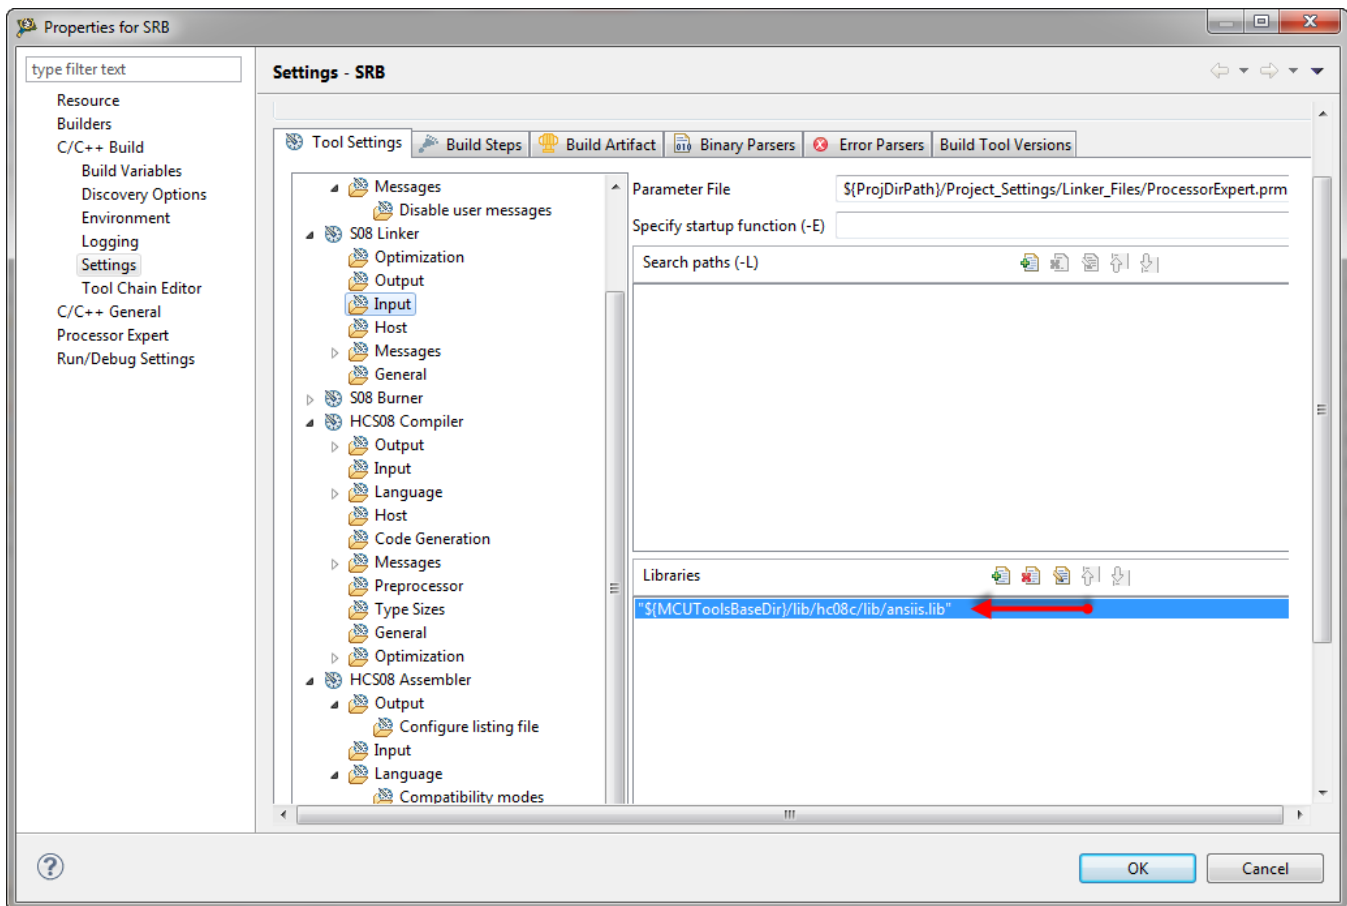 Properties for SRB
type filter text
Resource
Builders
C/C++ Build
Build Variables
Discovery Options
Environment
Logging
Settings
Tool Chain Editor
C/C++ General
Processor Expert
Run/Debug Settings
Settings - SRB
Tool Settings
Build Steps
Build Artifact
Binary Parsers
Error Parsers
Build Tool Versions
Messages
Disable user messages
S08 Linker
Optimization
Output
Input
Host
Messages
General
S08 Burner
HCS08 Compiler
Output
Input
Language
Host
Code Generation
Messages
Preprocessor
Type Sizes
General
Optimization
HCS08 Assembler
Output
Configure listing file
Input
Language
Compatibility modes
Parameter File
${ProjDirPath}/Project_Settings/Linker_Files/ProcessorExpert.prm
Specify startup function (-E)
Search paths (-L)
Libraries
"${MCUToolsBaseDir}/lib/hc08c/lib/ansiis.lib"
OK
Cancel